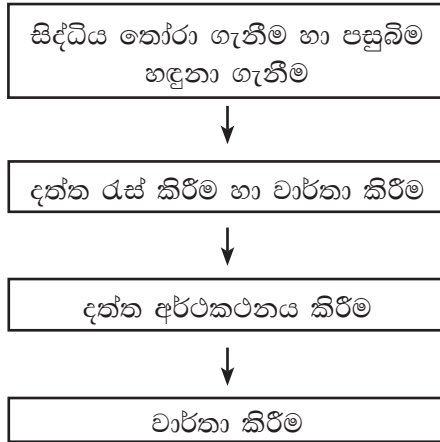 සිද්ධිය තෝරා ගැනීම හා පසුබිම
හඳුනා ගැනීම
දත්ත රැස් කිරීම හා වාර්තා කිරීම
දත්ත අර්ථකථනය කිරීම
වාර්තා කිරීම